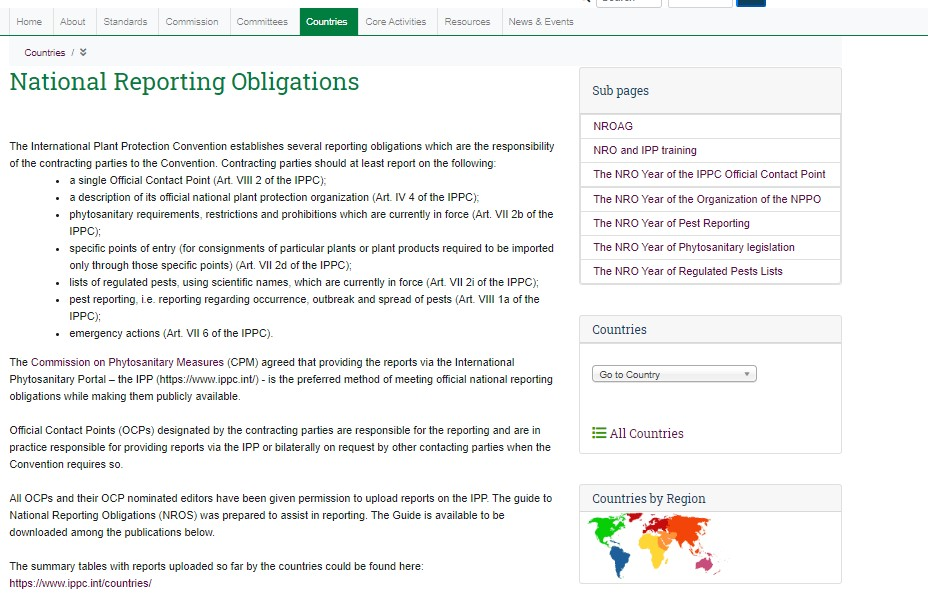 Home About Standards Commission Committees Countries Core Activities Resources News & Events
Countries /
National Reporting Obligations
The International Plant Protection Convention establishes several reporting obligations which are the responsibility
of the contracting parties to the Convention. Contracting parties should at least report on the following:
• a single Official Contact Point (Art. VIII 2 of the IPPC);
• a description of its official national plant protection organization (Art. IV 4 of the IPPC);
• phytosanitary requirements, restrictions and prohibitions which are currently in force (Art. VII 2b of the
IPPC);
• specific points of entry (for consignments of particular plants or plant products required to be imported
only through those specific points) (Art. VII 2d of the IPPC);
• lists of regulated pests, using scientific names, which are currently in force (Art. VII 2i of the IPPC);
• pest reporting, i.e. reporting regarding occurrence, outbreak and spread of pests (Art. VIII 1a of the
IPPC);
• emergency actions (Art. VII 6 of the IPPC).
The Commission on Phytosanitary Measures (CPM) agreed that providing the reports via the International
Phytosanitary Portal – the IPP (https://www.ippc.int/) - is the preferred method of meeting official national reporting
obligations while making them publicly available.
Official Contact Points (OCPs) designated by the contracting parties are responsible for the reporting and are in
practice responsible for providing reports via the IPP or bilaterally on request by other contacting parties when the
Convention requires so.
All OCPs and their OCP nominated editors have been given permission to upload reports on the IPP. The guide to
National Reporting Obligations (NROS) was prepared to assist in reporting. The Guide is available to be
downloaded among the publications below.
The summary tables with reports uploaded so far by the countries could be found here:
https://www.ippc.int/countries/
Sub pages
NROAG
NRO and IPP training
The NRO Year of the IPPC Official Contact Point
The NRO Year of the Organization of the NPPO
The NRO Year of Pest Reporting
The NRO Year of Phytosanitary legislation
The NRO Year of Regulated Pests Lists
Countries
Go to Country
All Countries
Countries by Region